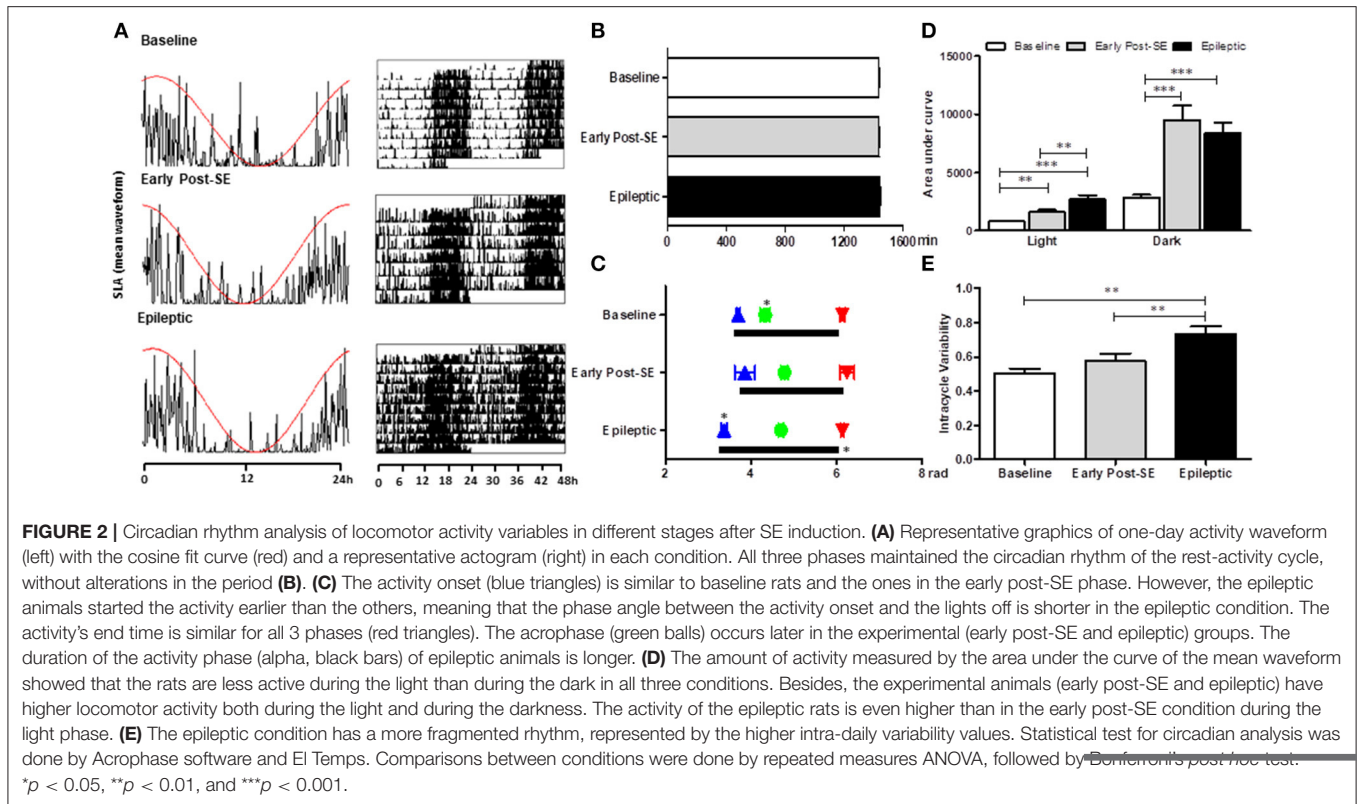 A
B
D
Baseline
Early Post-SE
Epileptic
SLA (mean waveform)
0
12
24h
0 6 12 18 24 30 36 42 48h
Baseline
Early Post-SE
Epileptic
0 400 800 1200 1600 min
C
*
Baseline
Early Post-SE
*
Epileptic
*
2 4 6 8 rad
Baseline Early Post-SE Epileptic
15000
10000
5000
0
Area under curve
**
***
**
***
***
Light Dark
E
1.0
0.8
0.6
0.4
0.2
0.0
Intracycle Variability
**
**
Baseline Early Post-SE Epileptic
FIGURE 2 | Circadian rhythm analysis of locomotor activity variables in different stages after SE induction. (A) Representative graphics of one-day activity waveform
(left) with the cosine fit curve (red) and a representative actogram (right) in each condition. All three phases maintained the circadian rhythm of the rest-activity cycle,
without alterations in the period (B). (C) The activity onset (blue triangles) is similar to baseline rats and the ones in the early post-SE phase. However, the epileptic
animals started the activity earlier than the others, meaning that the phase angle between the activity onset and the lights off is shorter in the epileptic condition. The
activity's end time is similar for all 3 phases (red triangles). The acrophase (green balls) occurs later in the experimental (early post-SE and epileptic) groups. The
duration of the activity phase (alpha, black bars) of epileptic animals is longer. (D) The amount of activity measured by the area under the curve of the mean waveform
showed that the rats are less active during the light than during the dark in all three conditions. Besides, the experimental animals (early post-SE and epileptic) have
higher locomotor activity both during the light and during the darkness. The activity of the epileptic rats is even higher than in the early post-SE condition during the
light phase. (E) The epileptic condition has a more fragmented rhythm, represented by the higher intra-daily variability values. Statistical test for circadian analysis was
done by Acrophase software and El Temps. Comparisons between conditions were done by repeated measures ANOVA, followed by Bonferroni's post hoc test.
*p < 0.05, **p < 0.01, and ***p < 0.001.